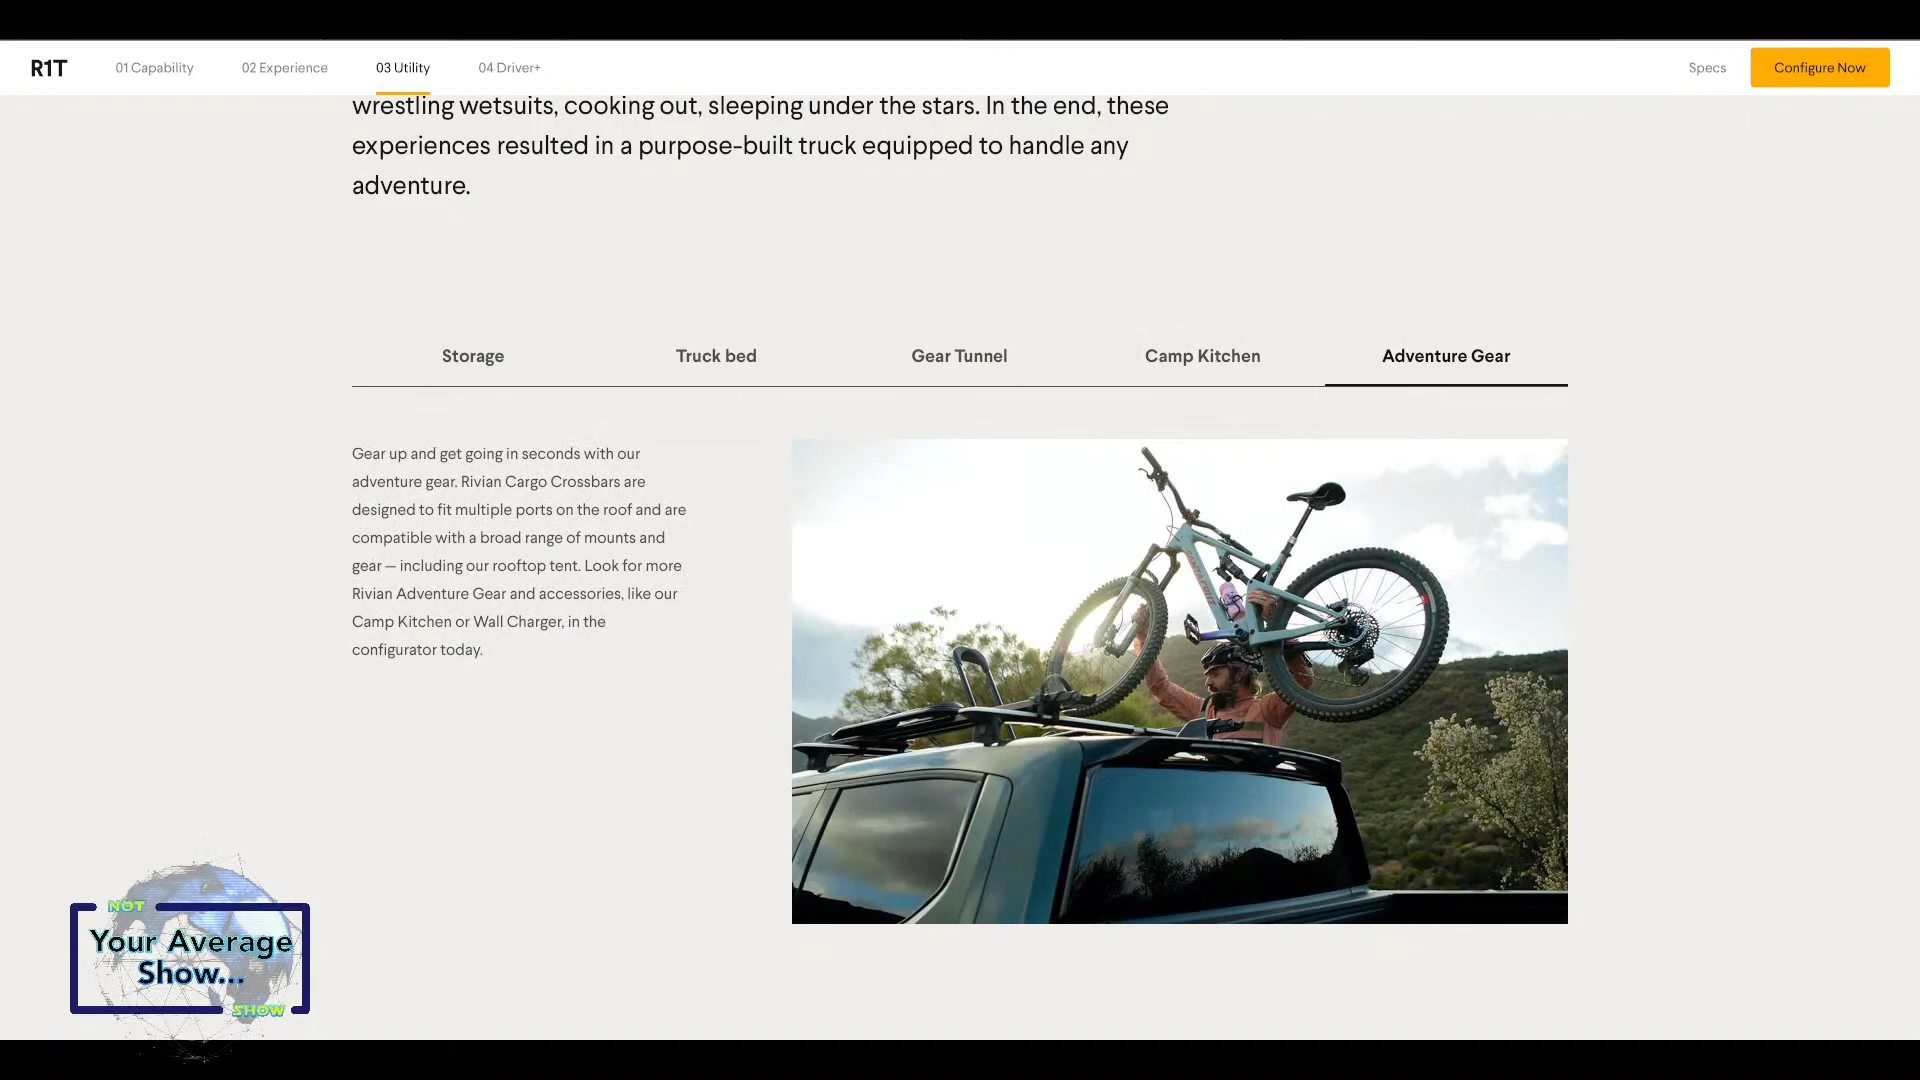 R1T
01 Capability
02 Experience
03 Utility
04 Driver+
Specs
Configure Now
wrestling wetsuits, cooking out, sleeping under the stars. In the end, these
experiences resulted in a purpose-built truck equipped to handle any
adventure.
Storage
Truck bed
Gear Tunnel
Camp Kitchen
Adventure Gear
Gear up and get going in seconds with our
adventure gear. Rivian Cargo Crossbars are
designed to fit multiple ports on the roof and are
compatible with a broad range of mounts and
gear — including our rooftop tent. Look for more
Rivian Adventure Gear and accessories, like our
Camp Kitchen or Wall Charger, in the
configurator today.
NOT
Your Average
Show...
SHOW